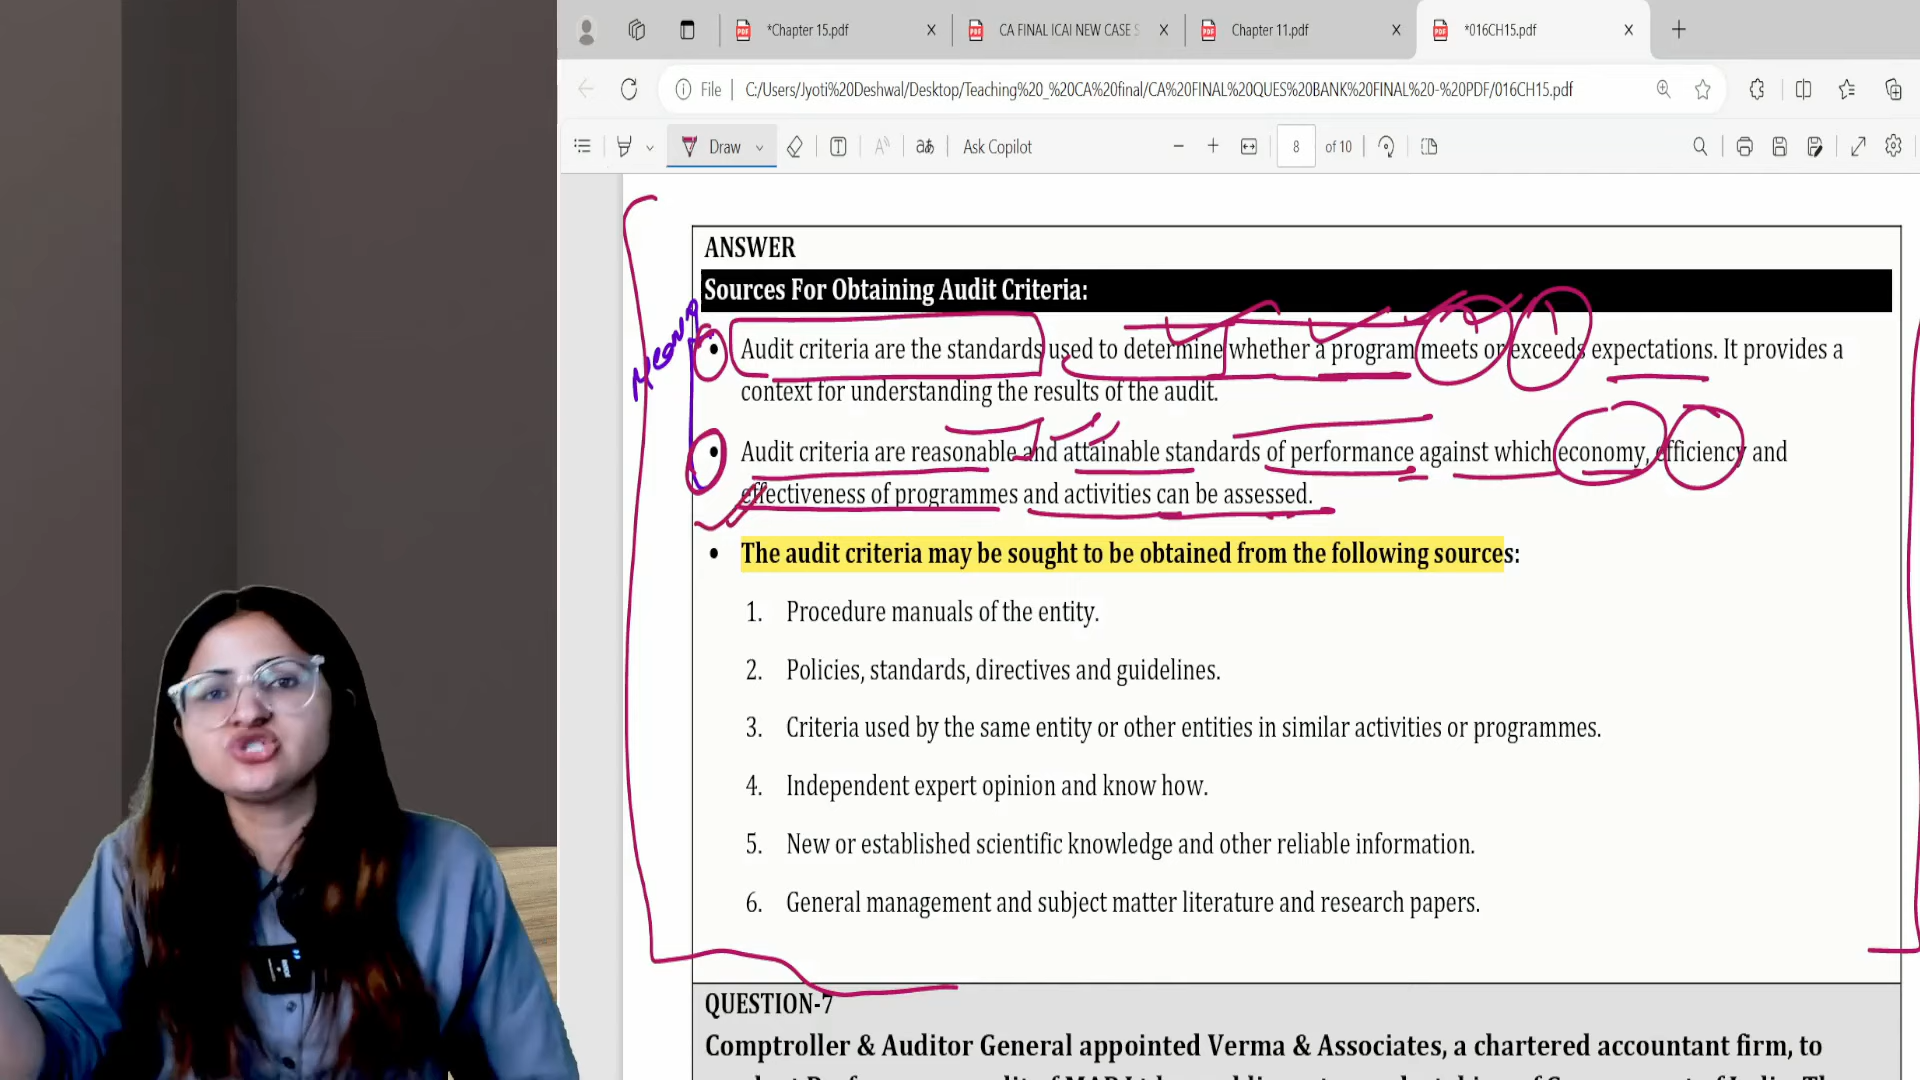 *Chapter 15.pdf
CA FINAL ICAI NEW CASE S
Chapter 11.pdf
*016CH15.pdf
File
C:/Users/Jyoti%20Deshwal/Desktop/Teaching%20_%20CA%20final/CA%20FINAL%20QUES%20BANK%20FINAL%20-%20PDF/016CH15.pdf
Draw
aあ
Ask Copilot
8 of 10
ANSWER
Sources For Obtaining Audit Criteria:
Meaning
• Audit criteria are the standards used to determine whether a program meets or exceeds expectations. It provides a
context for understanding the results of the audit.
• Audit criteria are reasonable and attainable standards of performance against which economy, efficiency and
effectiveness of programmes and activities can be assessed.
• The audit criteria may be sought to be obtained from the following sources:
1. Procedure manuals of the entity.
2. Policies, standards, directives and guidelines.
3. Criteria used by the same entity or other entities in similar activities or programmes.
4. Independent expert opinion and know how.
5. New or established scientific knowledge and other reliable information.
6. General management and subject matter literature and research papers.
QUESTION-7
Comptroller & Auditor General appointed Verma & Associates, a chartered accountant firm, to